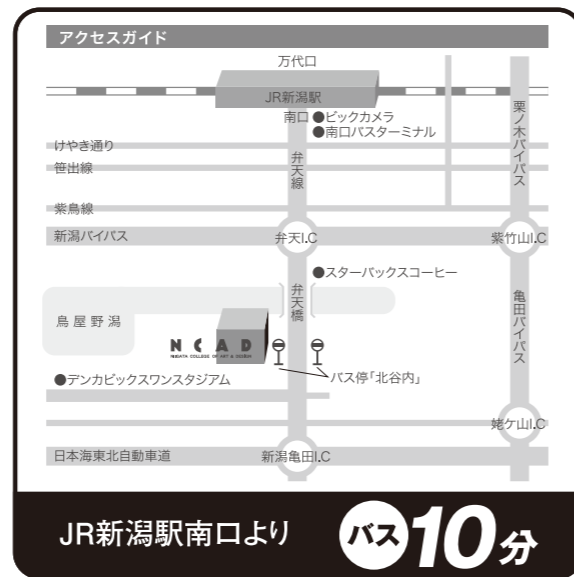 アクセスガイド
万代口
JR新潟駅
南口 ●ビックカメラ
●南口バスターミナル
けやき通り
笹出線
弁天線
栗ノ木バイパス
紫鳥線
新潟バイパス
弁天I.C
紫竹山I.C
●スターバックスコーヒー
弁天橋
亀田バイパス
鳥屋野潟
NCAD
NIIGATA COLLEGE OF ART & DESIGN
バス停「北谷内」
●デンカビックスワンスタジアム
姥ケ山I.C
日本海東北自動車道
新潟亀田I.C
JR新潟駅南口より バス10分